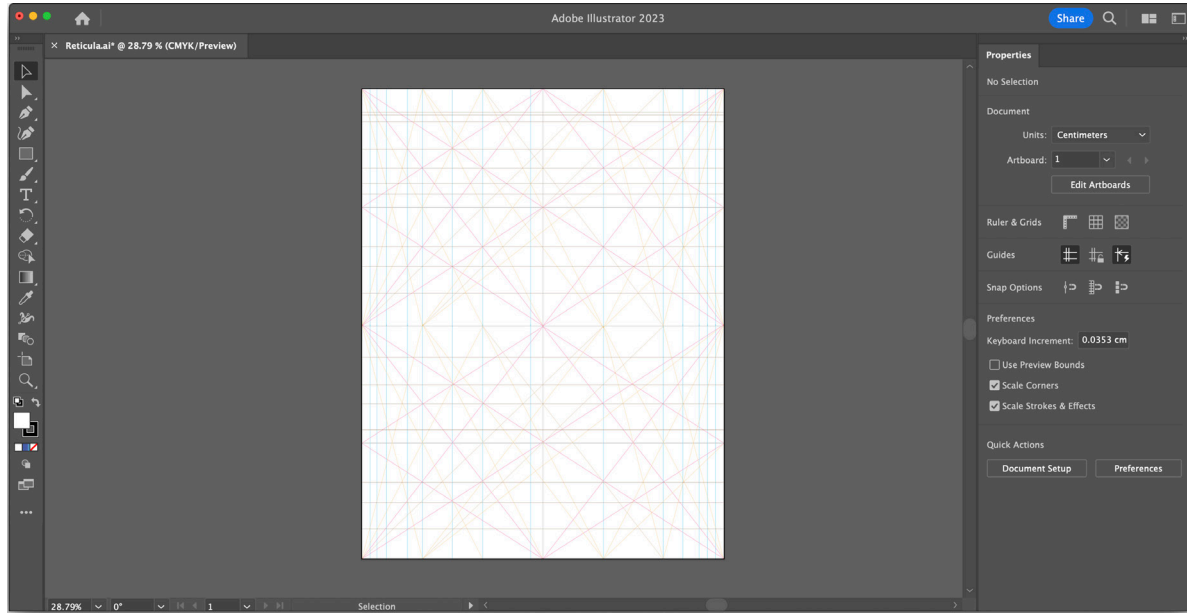 Adobe Illustrator 2023
Share
× Reticula.ai* @ 28.79 % (CMYK/Preview)
Properties
No Selection
Document
Units: Centimeters
Artboard: 1
Edit Artboards
Ruler & Grids
Guides
Snap Options
Preferences
Keyboard Increment: 0.0353 cm
Use Preview Bounds
Scale Corners
Scale Strokes & Effects
Quick Actions
Document Setup Preferences
28.79% 0° 1 Selection